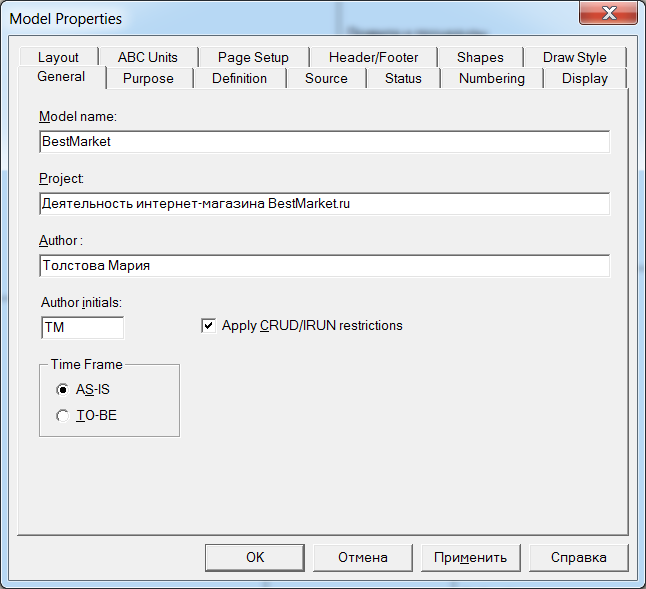 Model Properties
Layout ABC Units Page Setup Header/Footer Shapes Draw Style
General Purpose Definition Source Status Numbering Display
Model name:
BestMarket
Project:
Деятельность интернет-магазина BestMarket.ru
Author :
Толстова Мария
Author initials:
ТМ
Apply CRUD/IRUN restrictions
Time Frame
AS-IS
TO-BE
OK Отмена Применить Справка